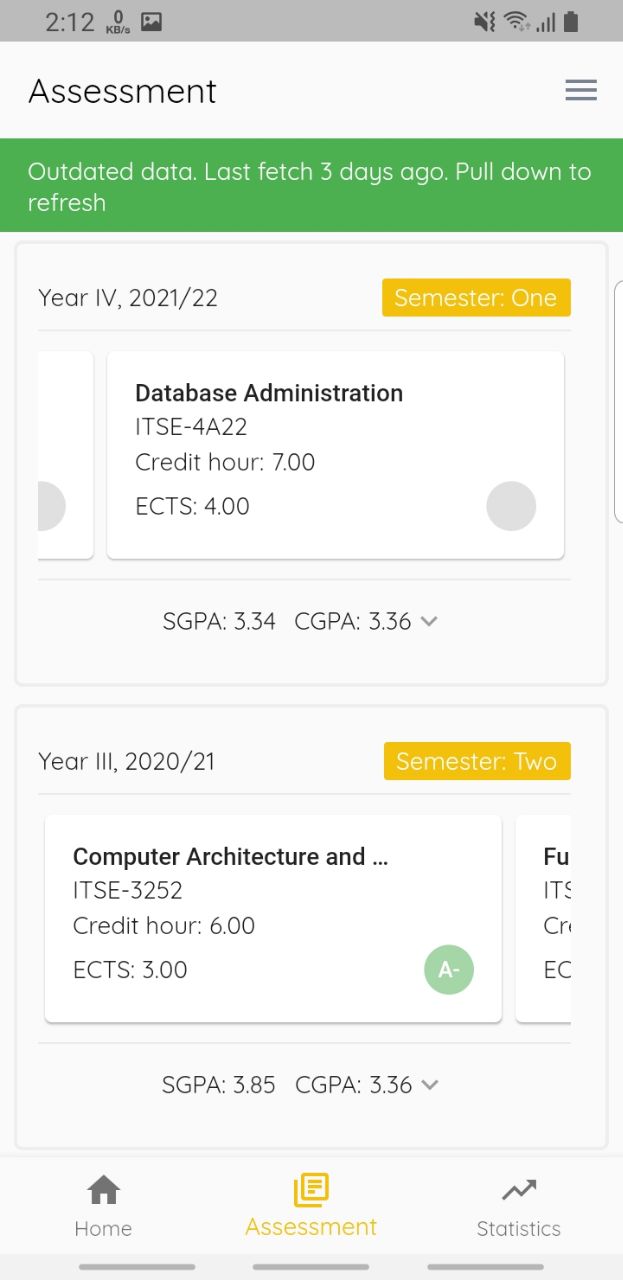 2:12 0 KB/s
Assessment
Outdated data. Last fetch 3 days ago. Pull down to
refresh
Year IV, 2021/22 Semester: One
Database Administration
ITSE-4A22
Credit hour: 7.00
ECTS: 4.00
SGPA: 3.34 CGPA: 3.36
Year III, 2020/21 Semester: Two
Computer Architecture and ...
ITSE-3252
Credit hour: 6.00
ECTS: 3.00
A-
Fu
ITS
Cre
EC
SGPA: 3.85 CGPA: 3.36
Home Assessment Statistics